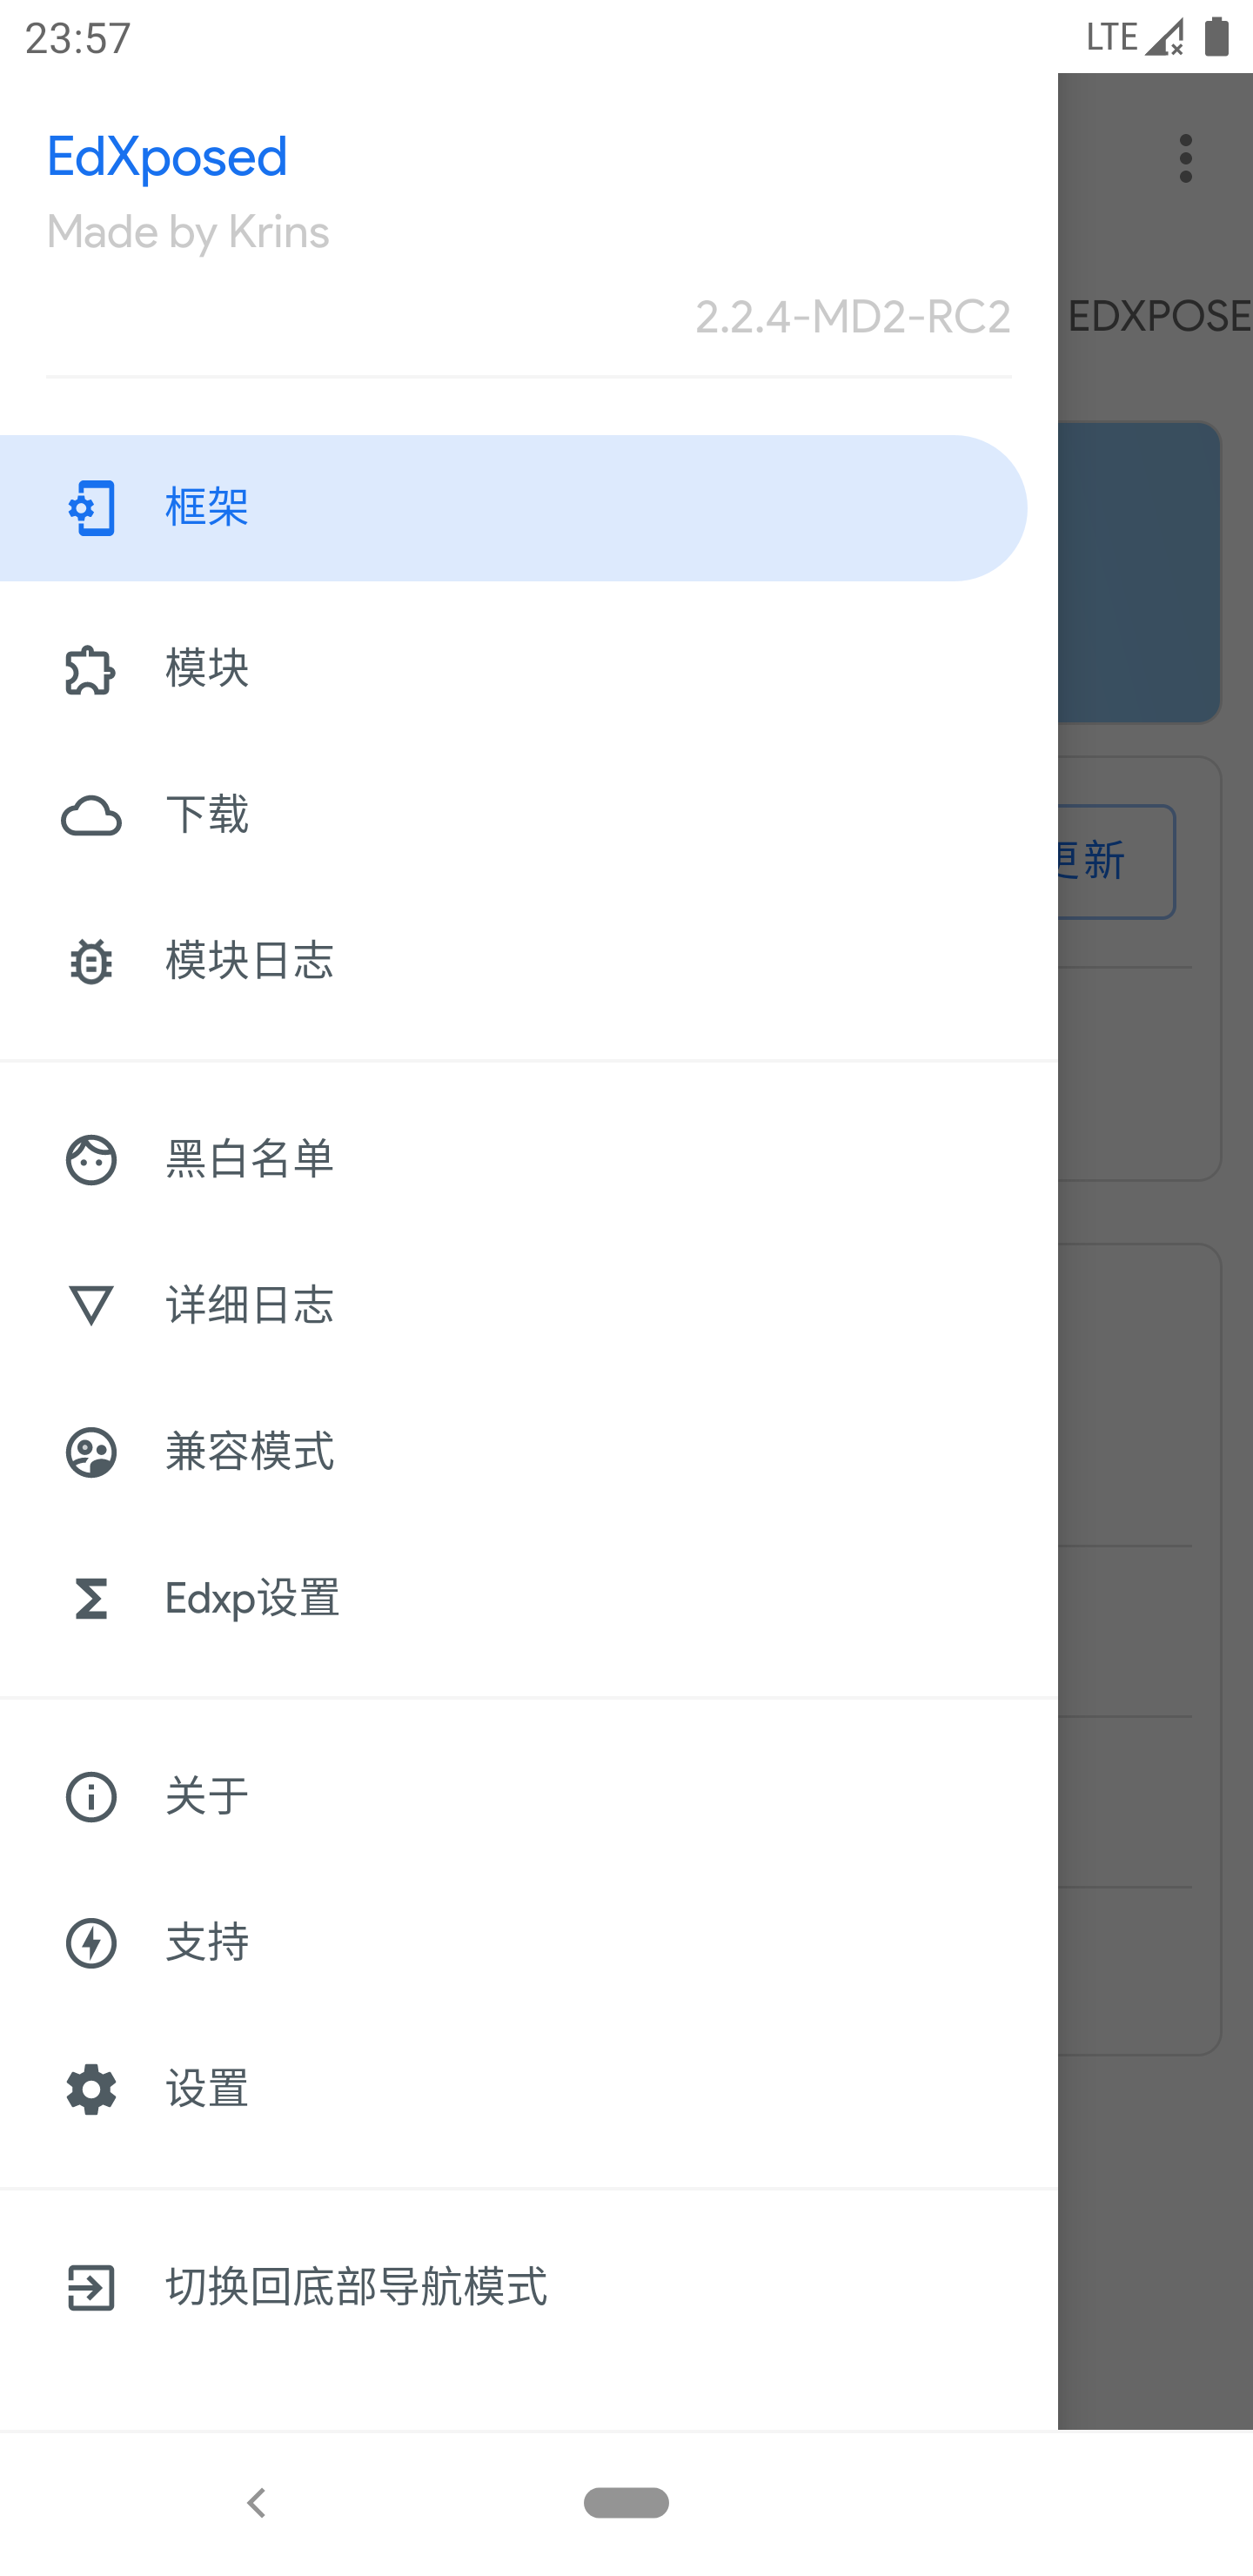 23:57
LTE
EdXposed
Made by Krins
2.2.4-MD2-RC2
EDXPOSE
框架
模块
下载
更新
模块日志
黑白名单
详细日志
兼容模式
Edxp设置
关于
支持
设置
切换回底部导航模式